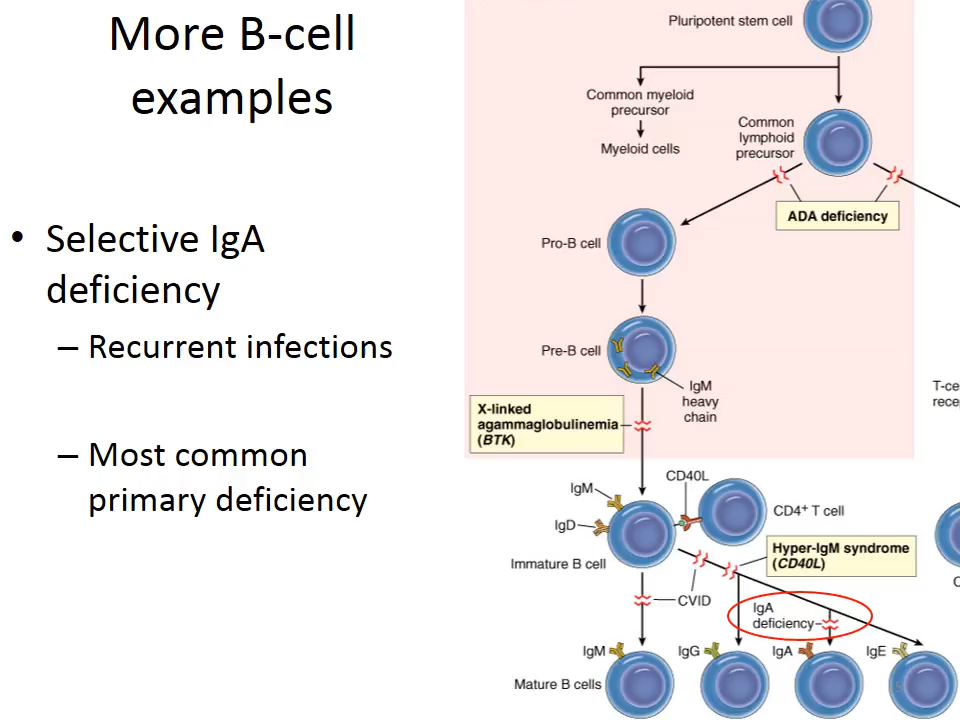 More B-cell
examples
• Selective IgA
deficiency
– Recurrent infections
– Most common
primary deficiency
Pluripotent stem cell
Common myeloid
precursor
Myeloid cells
Common
lymphoid
precursor
ADA deficiency
Pro-B cell
Pre-B cell
IgM
heavy
chain
X-linked
agammaglobulinemia
(BTK)
IgM
IgD
CD40L
CD4+ T cell
Immature B cell
Hyper-IgM syndrome
(CD40L)
CVID
IgA
deficiency
IgM
IgG
IgA
IgE
Mature B cells